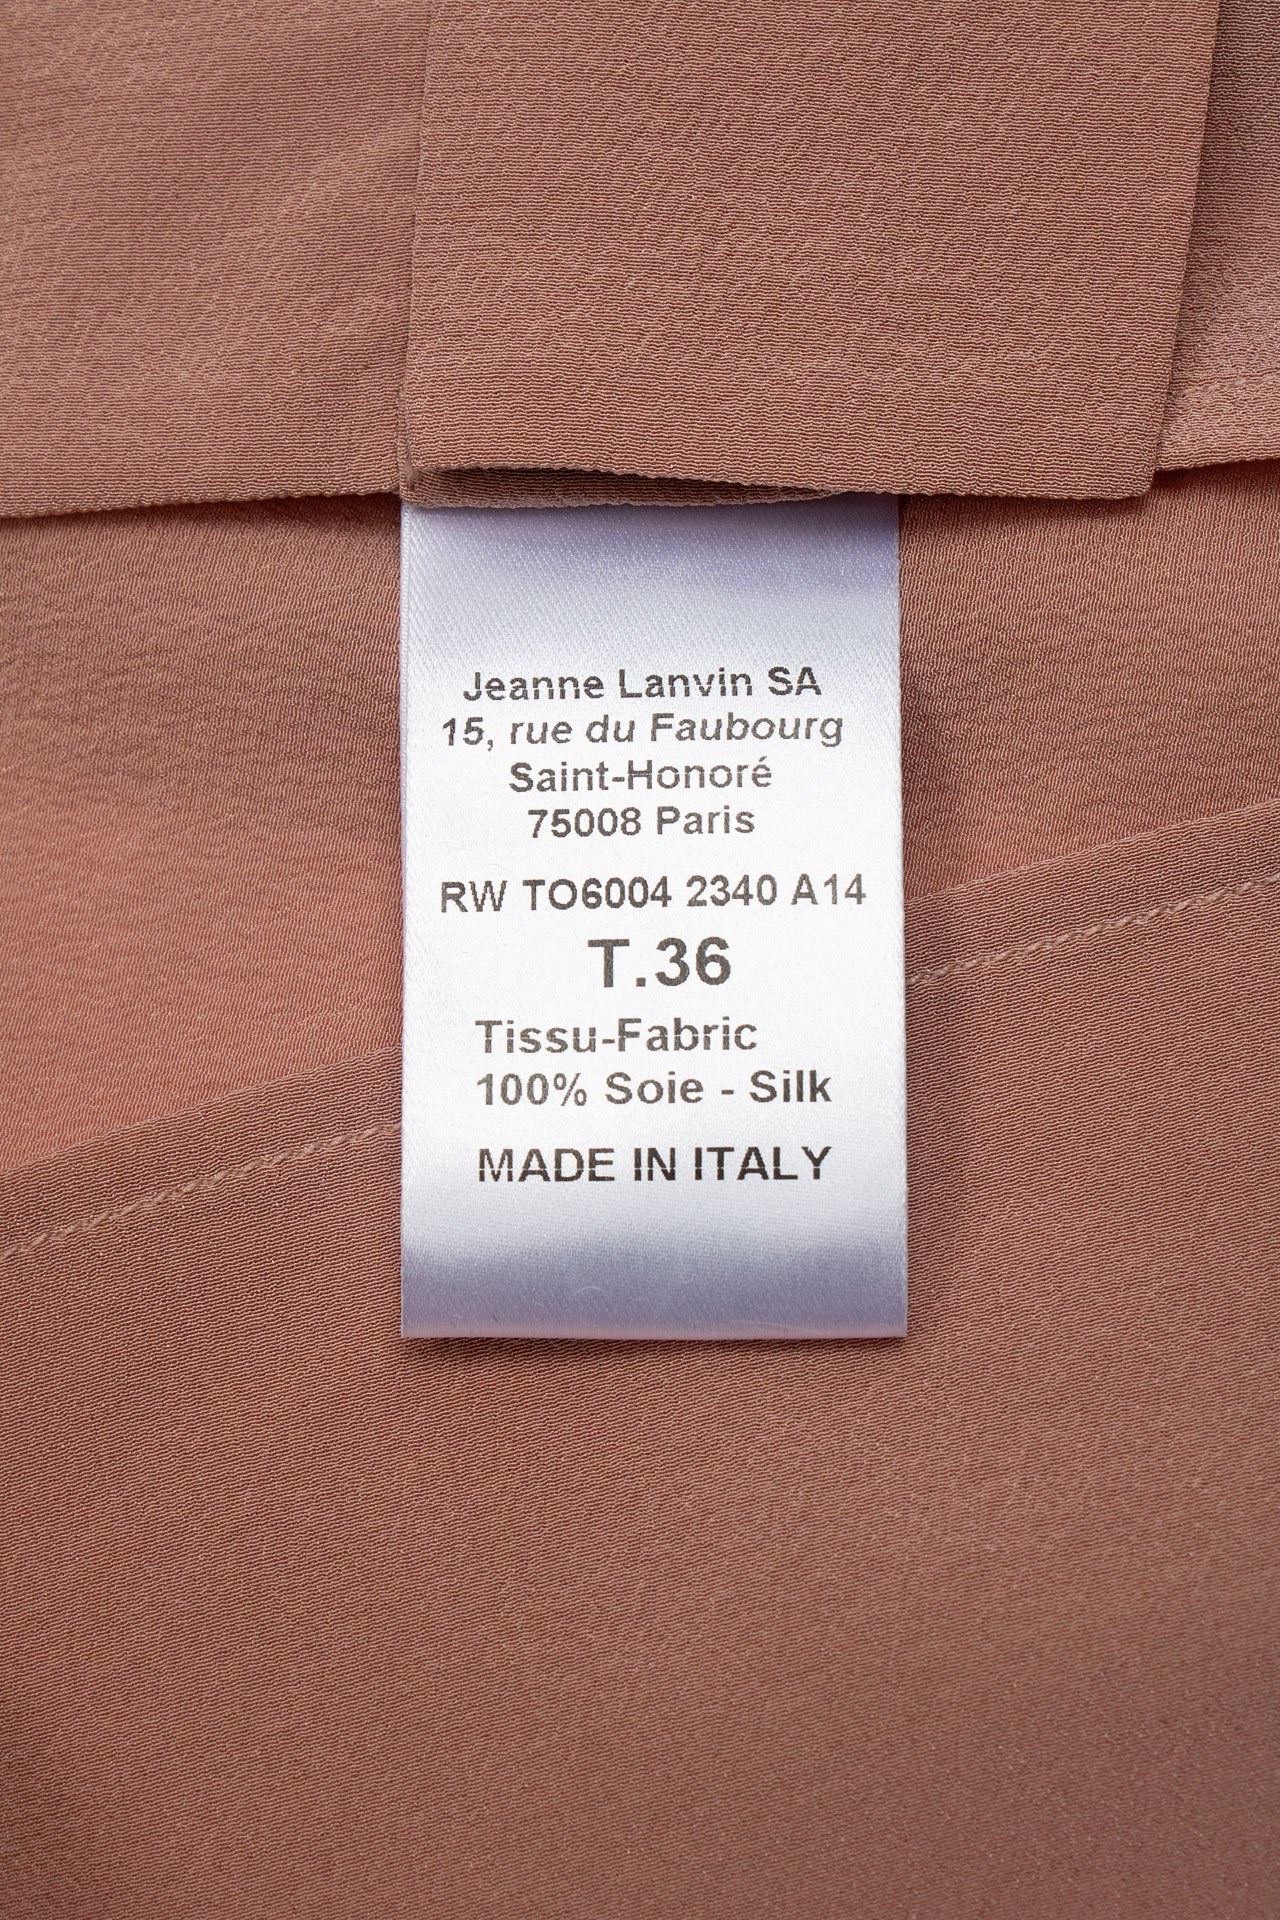 Jeanne Lanvin SA
15, rue du Faubourg
Saint-Honoré
75008 Paris
RW TO6004 2340 A14
T.36
Tissu-Fabric
100% Soie - Silk
MADE IN ITALY